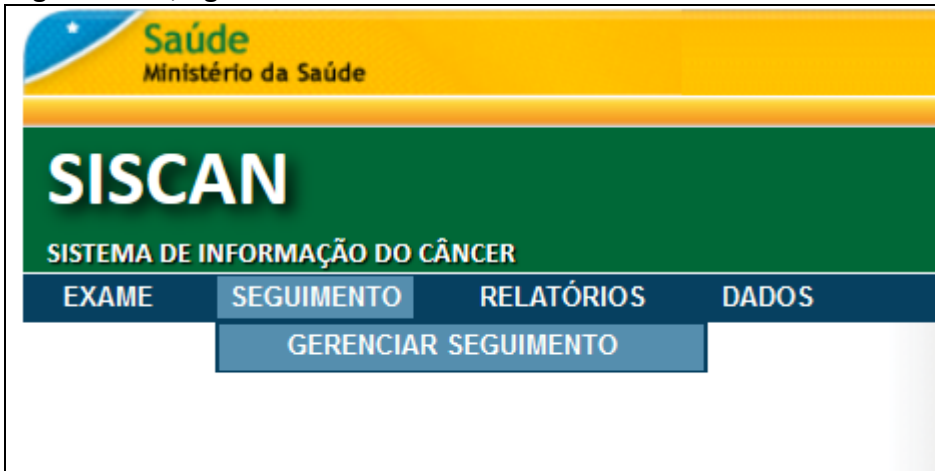 Saúde
Ministério da Saúde
SISCAN
SISTEMA DE INFORMAÇÃO DO CÂNCER
EXAME SEGUIMENTO RELATÓRIOS DADOS
GERENCIAR SEGUIMENTO